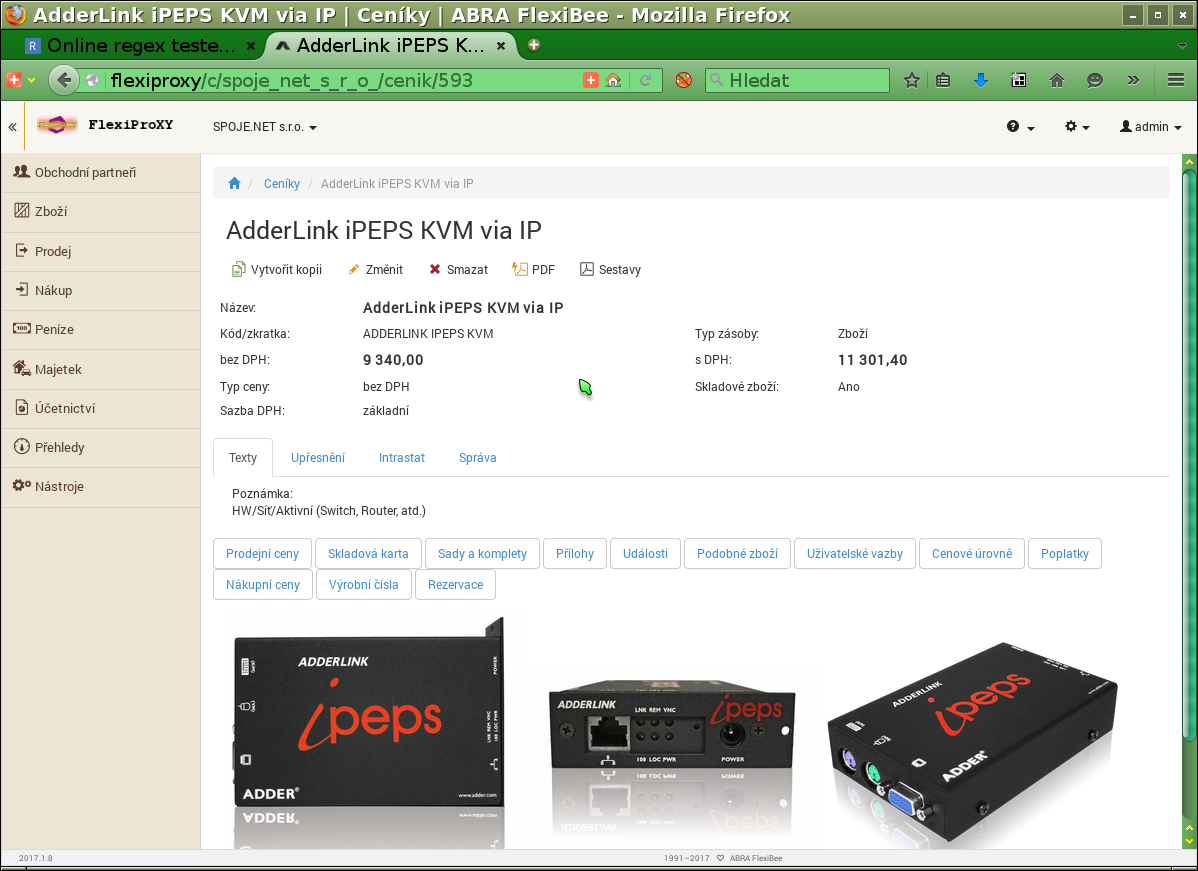 AdderLink iPEPS KVM via IP | Ceníky | ABRA FlexiBee - Mozilla Firefox
R Online regex teste... AdderLink iPEPS K...
flexiproxy/c/spoje_net_s_r_o_/cenik/593 Hledat
« FlexiProXY SPOJE.NET s.r.o. admin
Obchodní partneři
Zboží
Prodej
Nákup
Peníze
Majetek
Účetnictví
Přehledy
Nástroje
/ Ceníky / AdderLink iPEPS KVM via IP
AdderLink iPEPS KVM via IP
Vytvořit kopii Změnit Smazat PDF Sestavy
Název: AdderLink iPEPS KVM via IP
Kód/zkratka: ADDERLINK IPEPS KVM Typ zásoby: Zboží
bez DPH: 9 340,00 s DPH: 11 301,40
Typ ceny: bez DPH Skladové zboží: Ano
Sazba DPH: základní
Texty Upřesnění Intrastat Správa
Poznámka:
HW/Síť/Aktivní (Switch, Router, atd.)
Prodejní ceny Skladová karta Sady a komplety Přílohy Události Podobné zboží Uživatelské vazby Cenové úrovně Poplatky
Nákupní ceny Výrobní čísla Rezervace
ADDERLINK
ipeps
POWER
LNK REM VNC
100 LOC PWR
ADDER®
www.adder.com
ADDERLINK
LNK REM VNC
ipeps
100 LOC PWR
POWER
ADDERLINK
ipeps
ADDER®
2017.1.8 1991–2017 ABRA FlexiBee